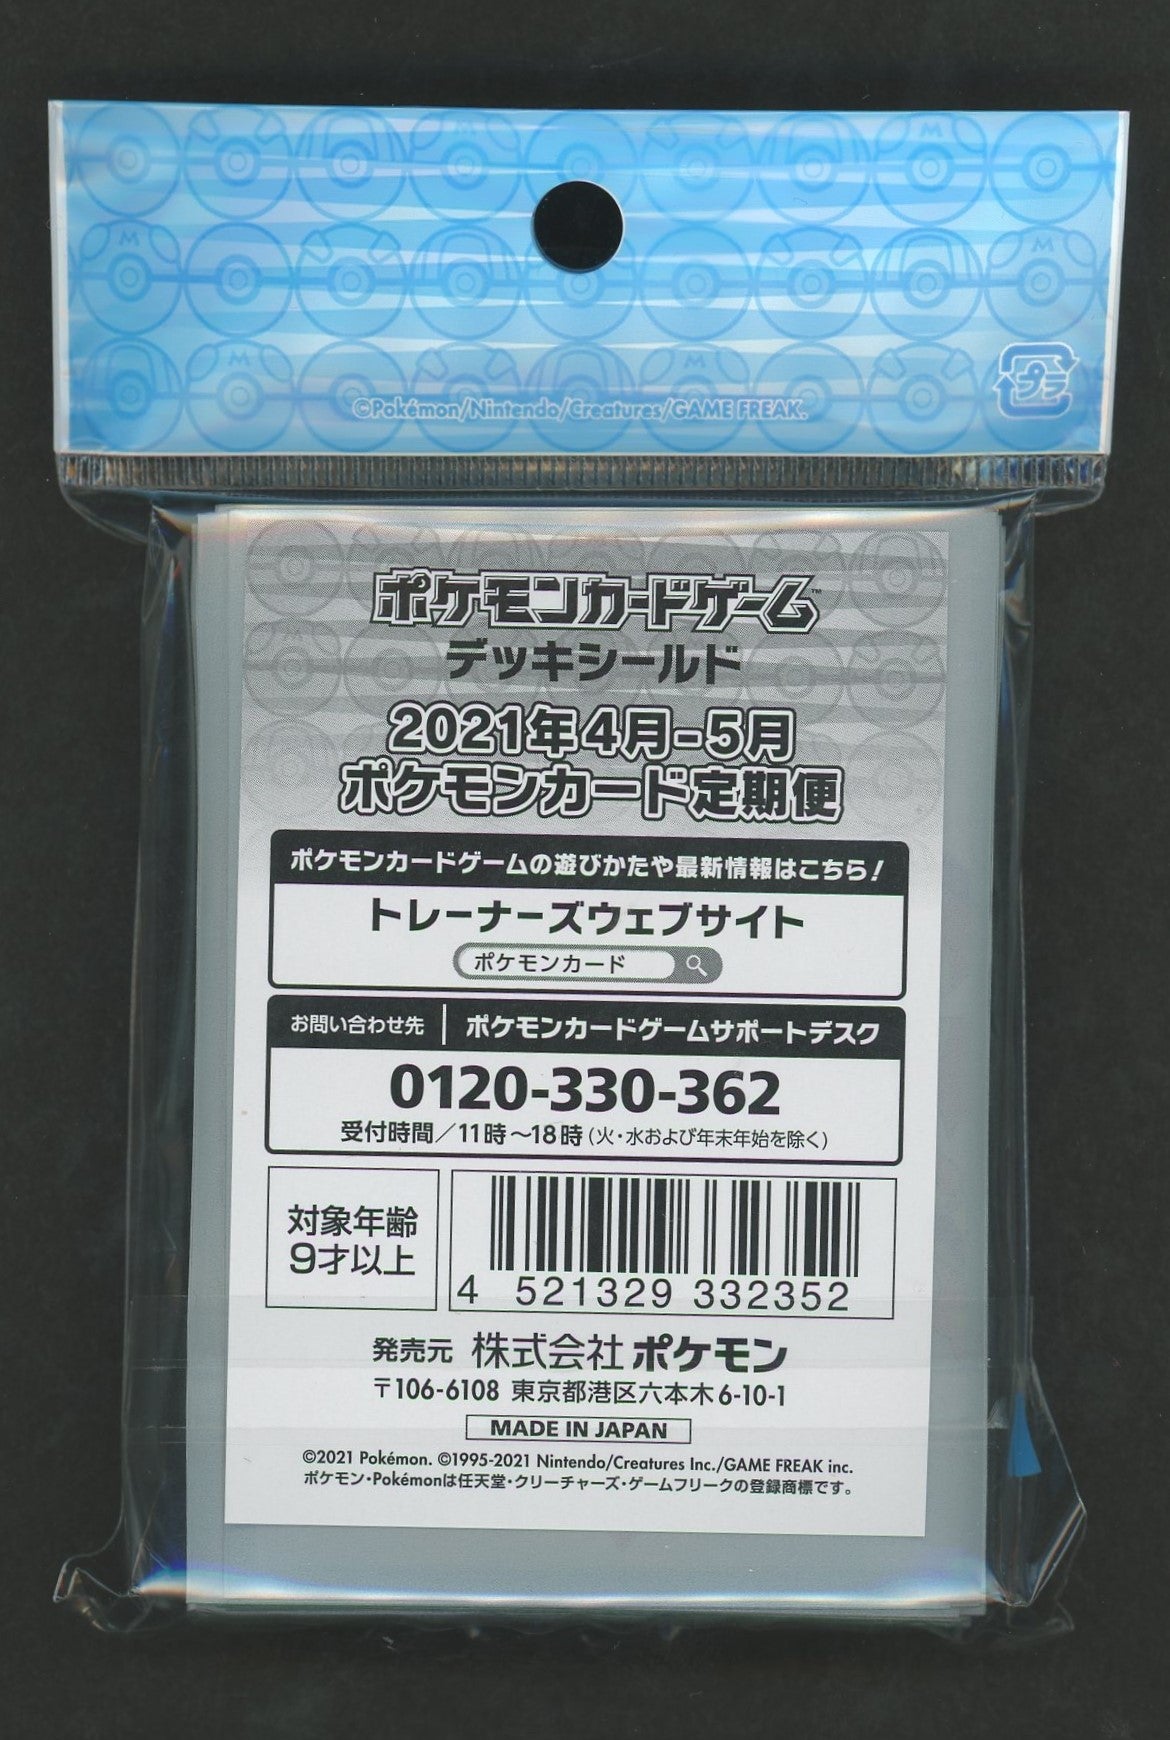 ©Pokémon/Nintendo/Creatures/GAME FREAK.
プラ
ポケモンカードゲーム™
デッキシールド
2021年4月-5月
ポケモンカード定期便
ポケモンカードゲームの遊びかたや最新情報はこちら!
トレーナーズウェブサイト
ポケモンカード
お問い合わせ先 ポケモンカードゲームサポートデスク
0120-330-362
受付時間/11時~18時(火・水および年末年始を除く)
対象年齢
9才以上
4 521329 332352
発売元 株式会社ポケモン
〒106-6108 東京都港区六本木6-10-1
MADE IN JAPAN
©2021 Pokémon. ©1995-2021 Nintendo/Creatures Inc./GAME FREAK inc.
ポケモン・Pokémonは任天堂・クリーチャーズ・ゲームフリークの登録商標です。